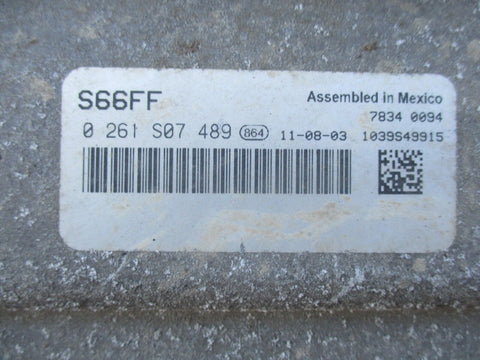 S66FF Assembled in Mexico
7834 0094
0 261 S07 489 864 11-08-03 1039S49915